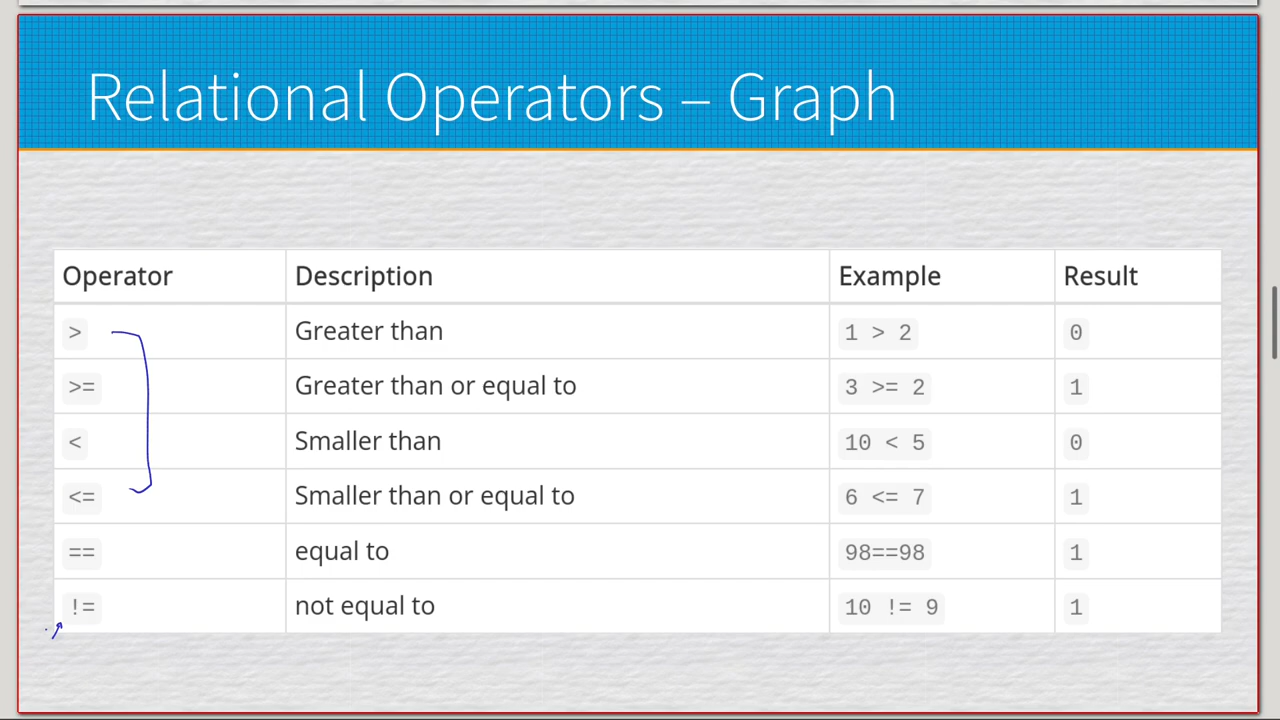 Relational Operators – Graph
Operator Description Example Result
> Greater than 1 > 2 0
>= Greater than or equal to 3 >= 2 1
< Smaller than 10 < 5 0
<= Smaller than or equal to 6 <= 7 1
== equal to 98==98 1
!= not equal to 10 != 9 1